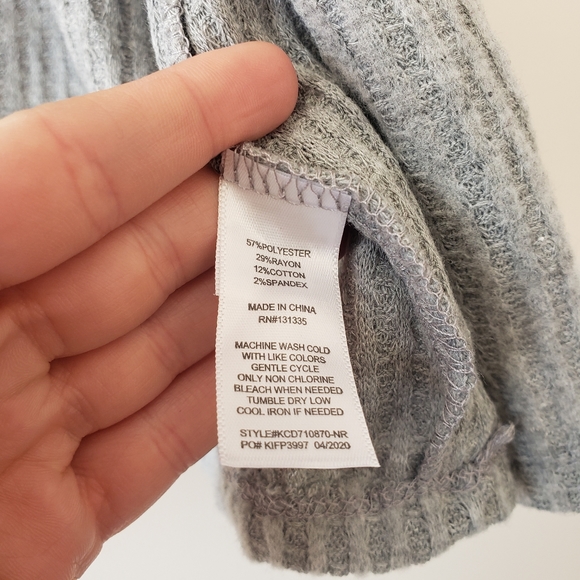 57%POLYESTER
29%RAYON
12%COTTON
2%SPANDEX
MADE IN CHINA
RN#131335
MACHINE WASH COLD
WITH LIKE COLORS
GENTLE CYCLE
ONLY NON CHLORINE
BLEACH WHEN NEEDED
TUMBLE DRY LOW
COOL IRON IF NEEDED
STYLE#KCD710870-NR
PO# KIFP3997 04/2020